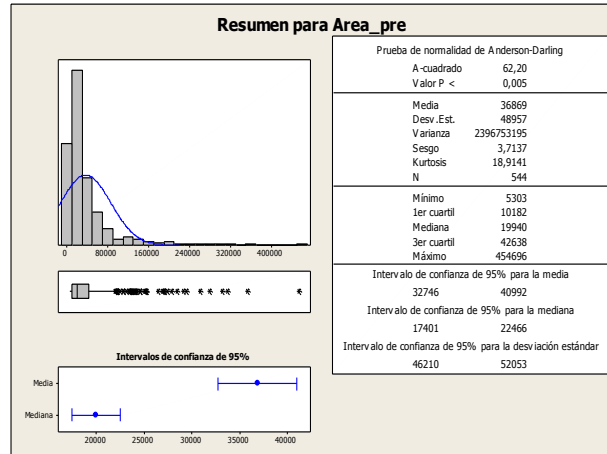 Resumen para Area_pre
0 80000 160000 240000 320000 400000
Intervalos de confianza de 95%
Media
Mediana
20000 25000 30000 35000 40000
Prueba de normalidad de Anderson-Darling
A-cuadrado 62,20
Valor P < 0,005
Media 36869
Desv.Est. 48957
Varianza 2396753195
Sesgo 3,7137
Kurtosis 18,9141
N 544
Mínimo 5303
1er cuartil 10182
Mediana 19940
3er cuartil 42638
Máximo 454696
Intervalo de confianza de 95% para la media
32746 40992
Intervalo de confianza de 95% para la mediana
17401 22466
Intervalo de confianza de 95% para la desviación estándar
46210 52053